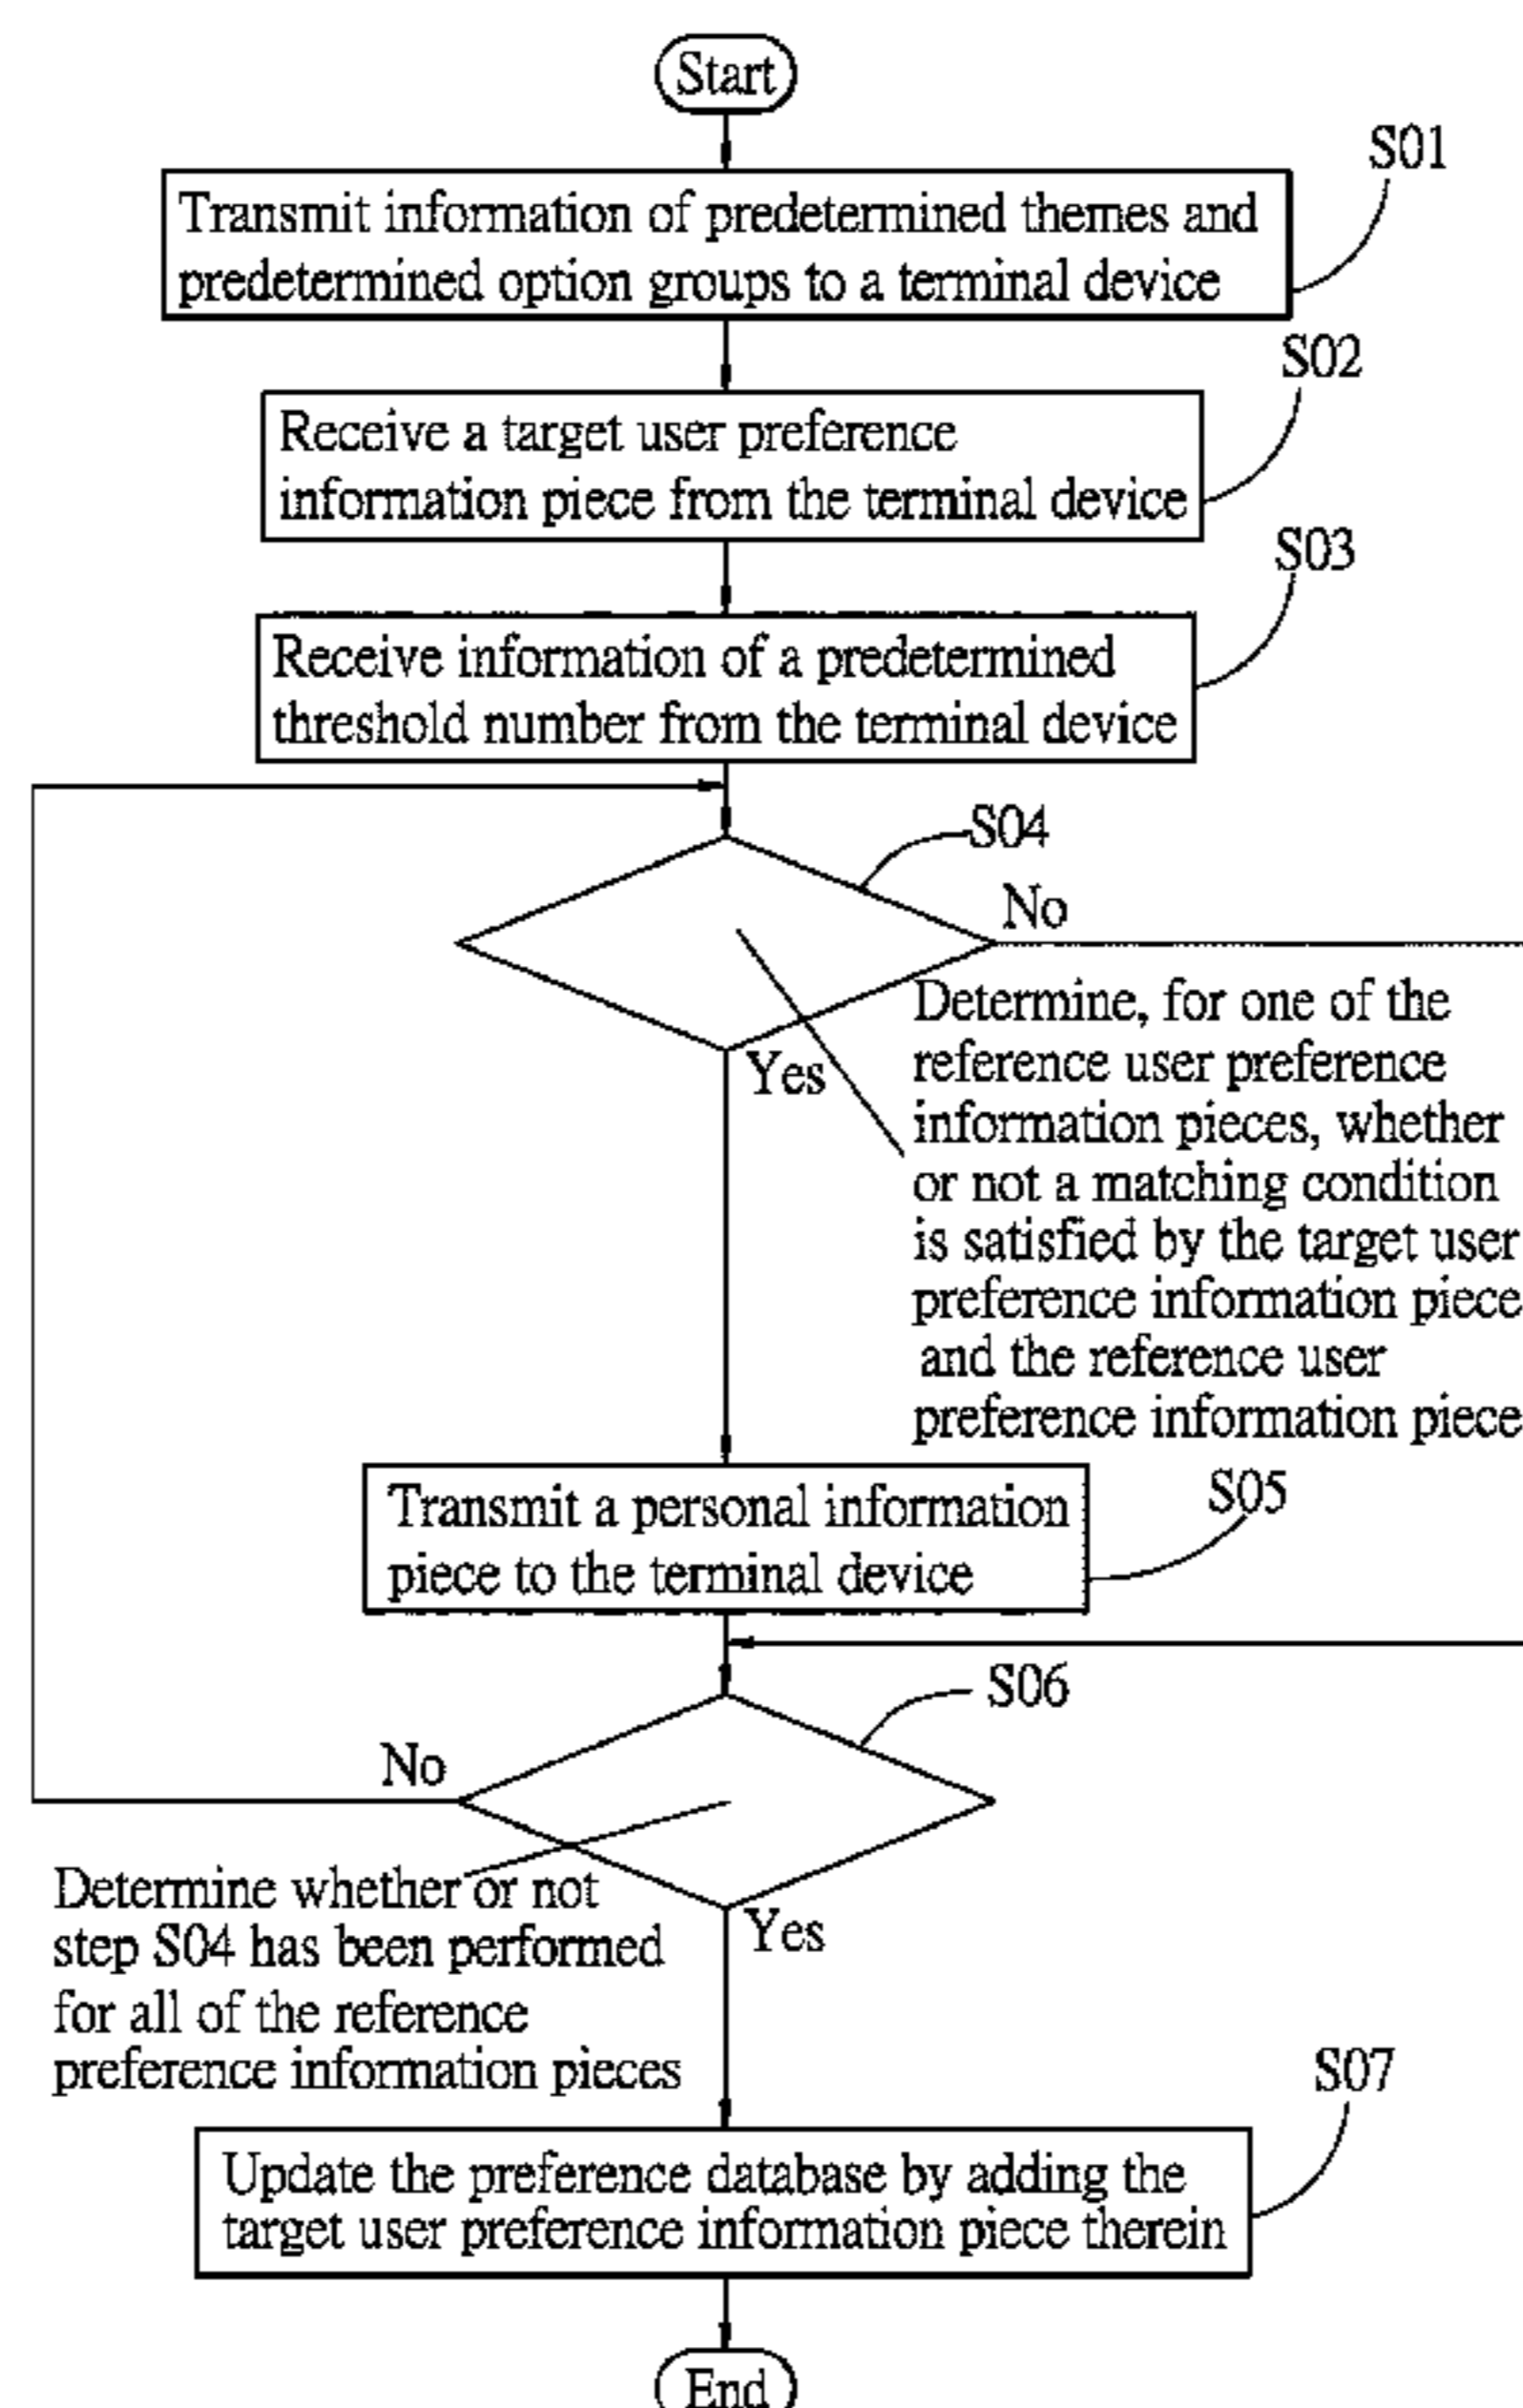 Start
S01
Transmit information of predetermined themes and
predetermined option groups to a terminal device
S02
Receive a target user preference
information piece from the terminal device
S03
Receive information of a predetermined
threshold number from the terminal device
S04
No
Yes
Determine, for one of the
reference user preference
information pieces, whether
or not a matching condition
is satisfied by the target user
preference information piece
and the reference user
preference information piece
S05
Transmit a personal information
piece to the terminal device
S06
No
Determine whether or not
step S04 has been performed
for all of the reference
preference information pieces
Yes
S07
Update the preference database by adding the
target user preference information piece therein
End